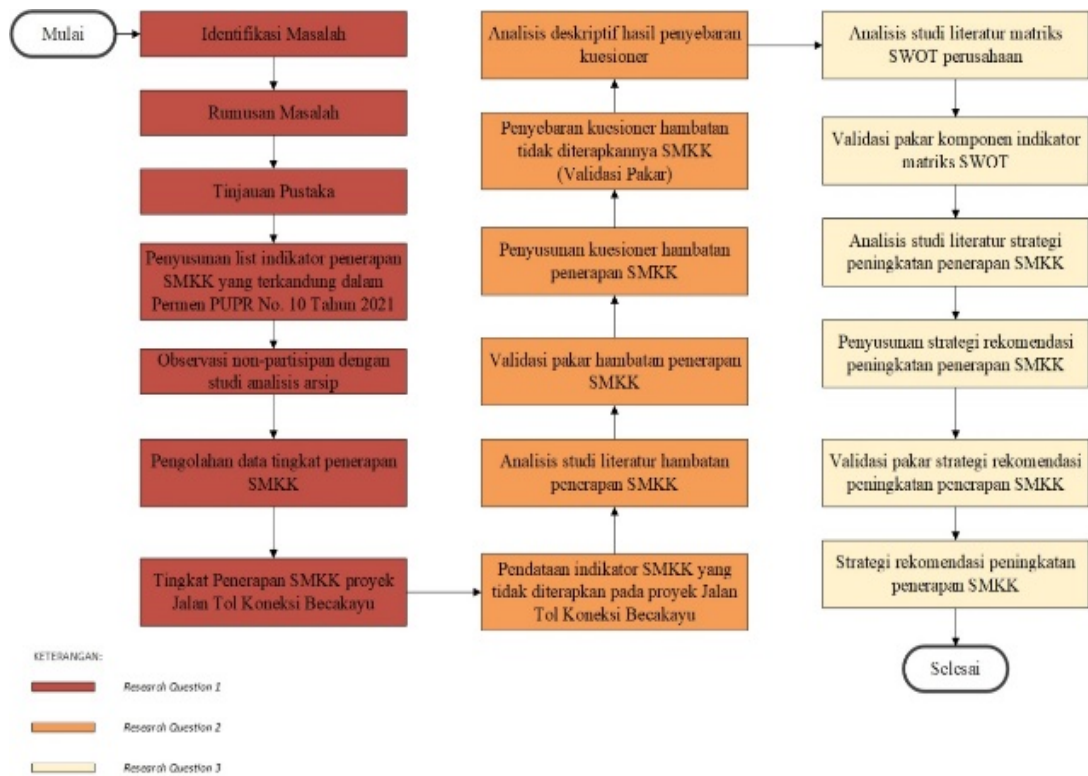 Mulai
Identifikasi Masalah
Rumusan Masalah
Tinjauan Pustaka
Penyusunan list indikator penerapan
SMKK yang terkandung dalam
Permen PUPR No. 10 Tahun 2021
Observasi non-partisipan dengan
studi analisis arsip
Pengolahan data tingkat penerapan
SMKK
Tingkat Penerapan SMKK proyek
Jalan Tol Koneksi Becakayu
Pendataan indikator SMKK yang
tidak diterapkan pada proyek Jalan
Tol Koneksi Becakayu
Analisis studi literatur hambatan
penerapan SMKK
Validasi pakar hambatan penerapan
SMKK
Penyusunan kuesioner hambatan
penerapan SMKK
Penyebaran kuesioner hambatan
tidak diterapkannya SMKK
(Validasi Pakar)
Analisis deskriptif hasil penyebaran
kuesioner
Analisis studi literatur matriks
SWOT perusahaan
Validasi pakar komponen indikator
matriks SWOT
Analisis studi literatur strategi
peningkatan penerapan SMKK
Penyusunan strategi rekomendasi
peningkatan penerapan SMKK
Validasi pakar strategi rekomendasi
peningkatan penerapan SMKK
Strategi rekomendasi peningkatan
penerapan SMKK
Selesai
KETERANGAN:
Research Question 1
Research Question 2
Research Question 3